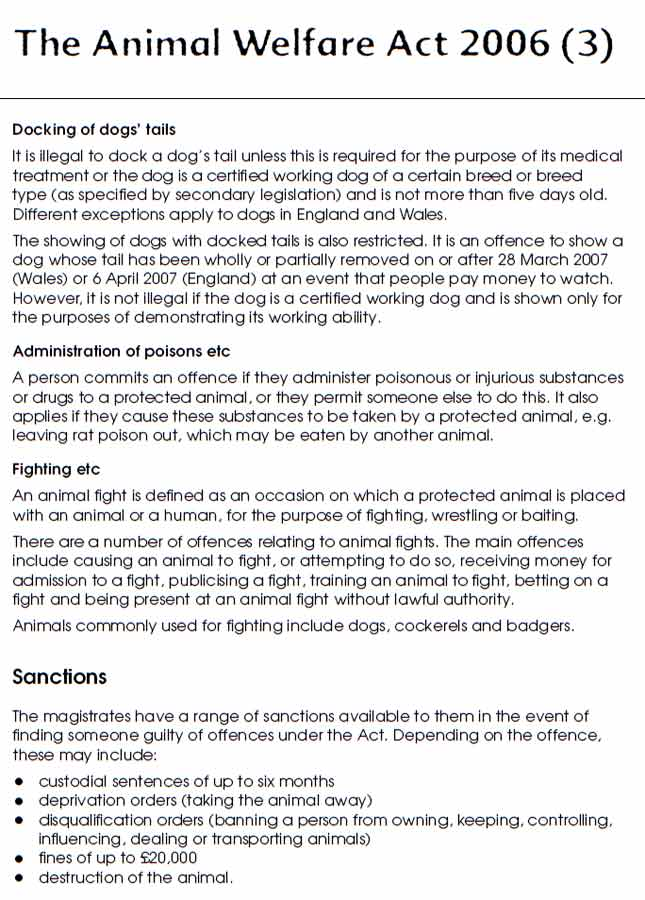 The Animal Welfare Act 2006 (3)
Docking of dogs' tails
It is illegal to dock a dog's tail unless this is required for the purpose of its medical
treatment or the dog is a certified working dog of a certain breed or breed
type (as specified by secondary legislation) and is not more than five days old.
Different exceptions apply to dogs in England and Wales.
The showing of dogs with docked tails is also restricted. It is an offence to show a
dog whose tail has been wholly or partially removed on or after 28 March 2007
(Wales) or 6 April 2007 (England) at an event that people pay money to watch.
However, it is not illegal if the dog is a certified working dog and is shown only for
the purposes of demonstrating its working ability.
Administration of poisons etc
A person commits an offence if they administer poisonous or injurious substances
or drugs to a protected animal, or they permit someone else to do this. It also
applies if they cause these substances to be taken by a protected animal, e.g.
leaving rat poison out, which may be eaten by another animal.
Fighting etc
An animal fight is defined as an occasion on which a protected animal is placed
with an animal or a human, for the purpose of fighting, wrestling or baiting.
There are a number of offences relating to animal fights. The main offences
include causing an animal to fight, or attempting to do so, receiving money for
admission to a fight, publicising a fight, training an animal to fight, betting on a
fight and being present at an animal fight without lawful authority.
Animals commonly used for fighting include dogs, cockerels and badgers.
Sanctions
The magistrates have a range of sanctions available to them in the event of
finding someone guilty of offences under the Act. Depending on the offence,
these may include:
● custodial sentences of up to six months
● deprivation orders (taking the animal away)
● disqualification orders (banning a person from owning, keeping, controlling,
influencing, dealing or transporting animals)
● fines of up to £20,000
● destruction of the animal.